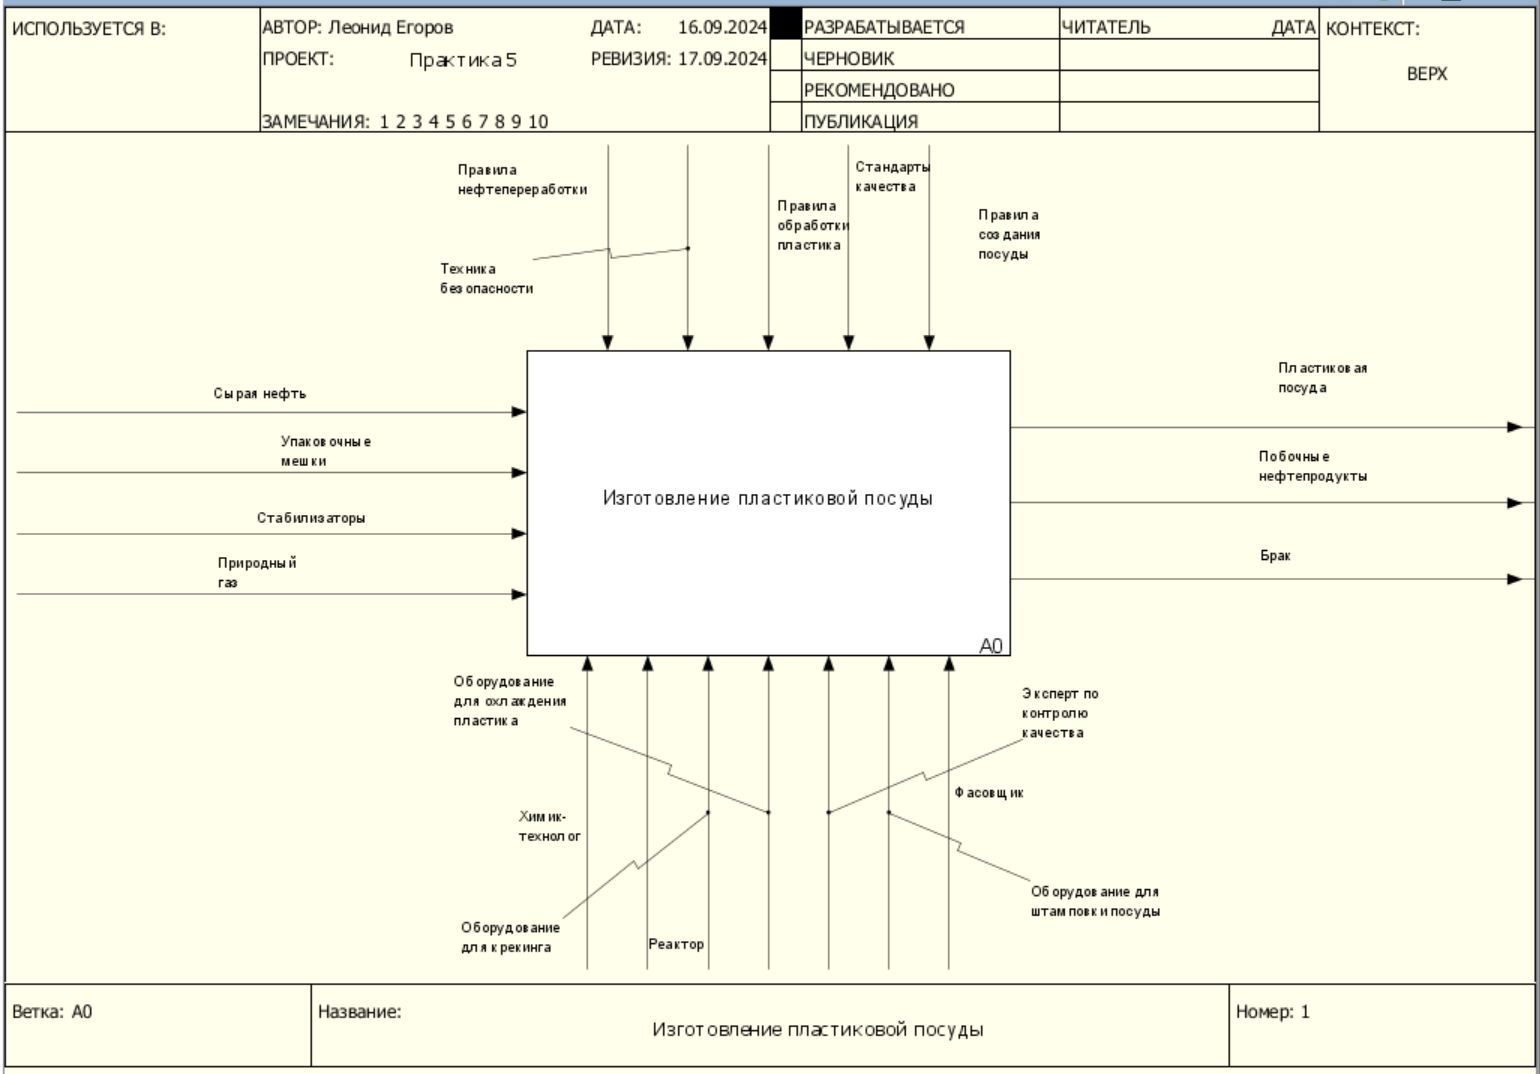 ИСПОЛЬЗУЕТСЯ В:
АВТОР: Леонид Егоров
ДАТА: 16.09.2024
ПРОЕКТ: Практика 5
РЕВИЗИЯ: 17.09.2024
ЗАМЕЧАНИЯ: 1 2 3 4 5 6 7 8 9 10
РАЗРАБАТЫВАЕТСЯ
ЧЕРНОВИК
РЕКОМЕНДОВАНО
ПУБЛИКАЦИЯ
ЧИТАТЕЛЬ
ДАТА
КОНТЕКСТ:
ВЕРХ
Правила
нефтепереработки
Техника
безопасности
Правила
обработки
пластика
Стандарты
качества
Правила
создания
посуды
Сырая нефть
Упаковочные
мешки
Стабилизаторы
Природный
газ
Изготовление пластиковой посуды
A0
Пластиковая
посуда
Побочные
нефтепродукты
Брак
Оборудование
для охлаждения
пластика
Химик-
технолог
Оборудование
для крекинга
Реактор
Эксперт по
контролю
качества
Фасовщик
Оборудование для
штамповки посуды
Ветка: A0
Название:
Изготовление пластиковой посуды
Номер: 1